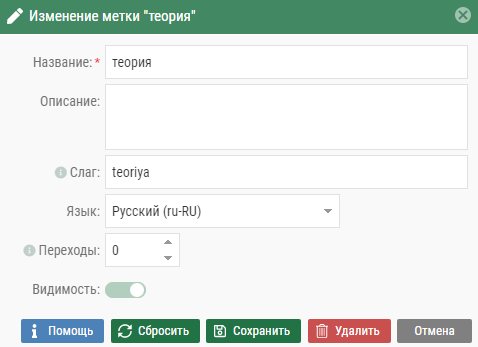 Изменение метки "теория"
Название:* теория
Описание:
Слаг: teoriya
Язык: Русский (ru-RU)
Переходы: 0
Видимость:
Помощь Сбросить Сохранить Удалить Отмена